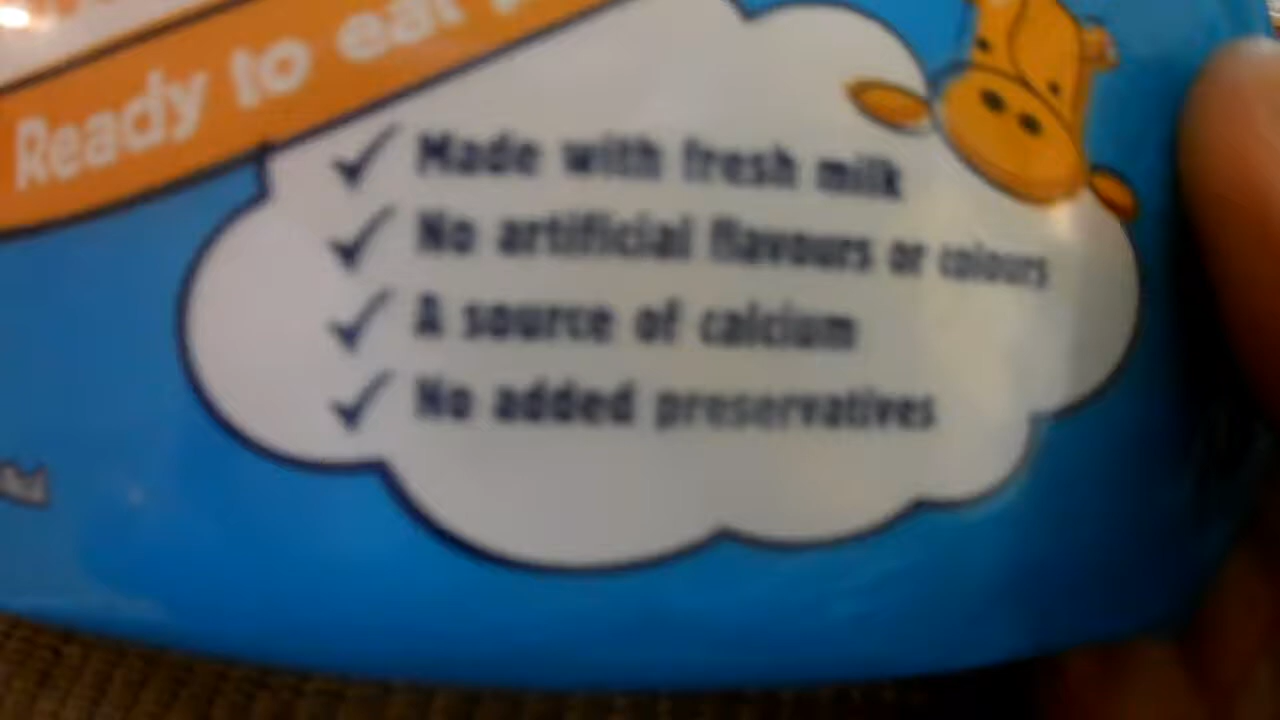 Ready to eat
Made with fresh milk
No artificial flavours or colours
A source of calcium
No added preservatives